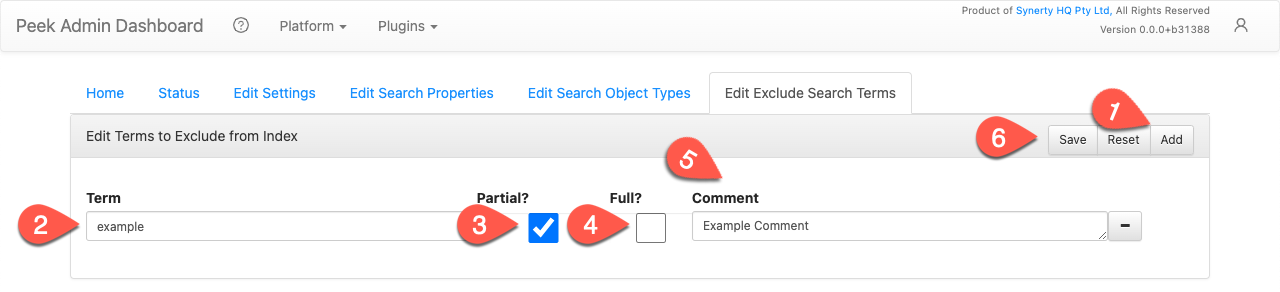 Peek Admin Dashboard Platform Plugins Product of Synerty HQ Pty Ltd, All Rights Reserved
Version 0.0.0+b31388
Home Status Edit Settings Edit Search Properties Edit Search Object Types Edit Exclude Search Terms
1
Edit Terms to Exclude from Index 6 Save Reset Add
5
Term Partial? Full? Comment
2 example 3 4 Example Comment